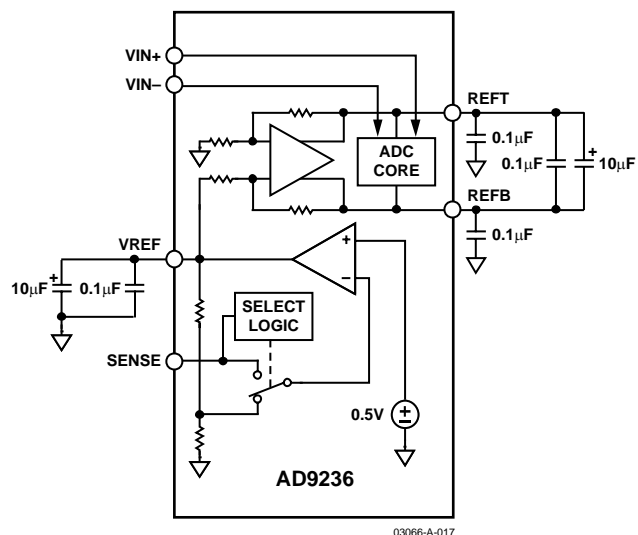 VIN+
VIN–
REFT
0.1μF
ADC
CORE
0.1μF
10μF
+
REFB
0.1μF
VREF
+
–
10μF
+
0.1μF
SELECT
LOGIC
SENSE
0.5V
+
–
AD9236
03066-A-017